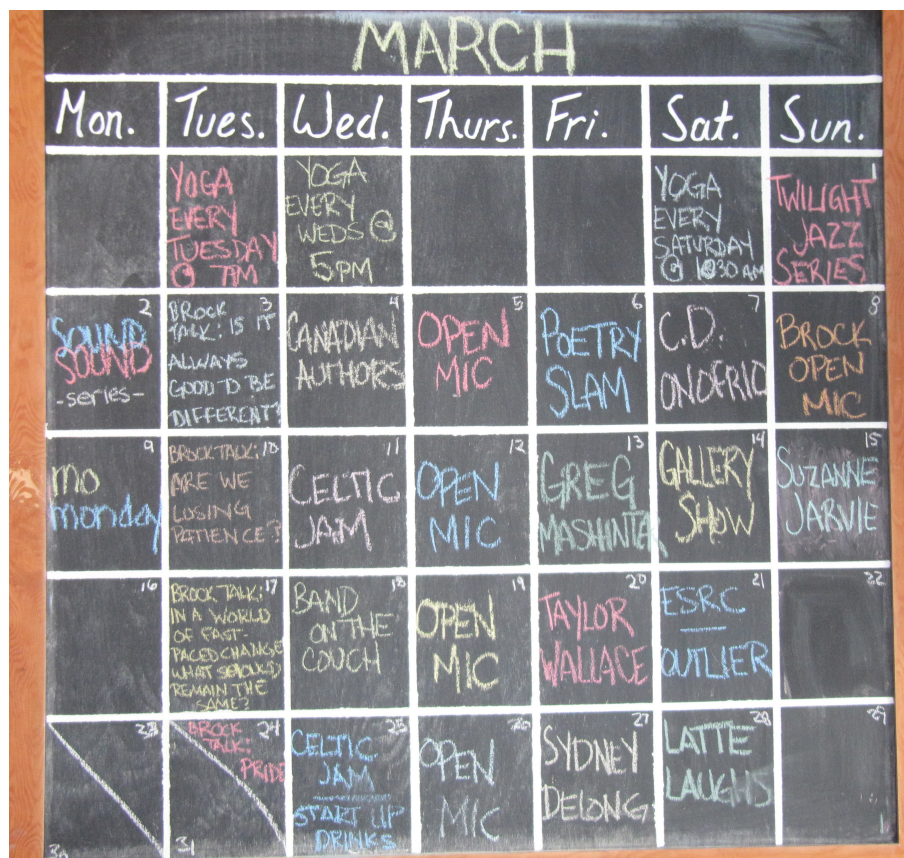 MARCH
Mon. Tues. Wed. Thurs. Fri. Sat. Sun.
YOGA
EVERY
TUESDAY
@ 7PM
YOGA
EVERY
WEDS @
5PM
YOGA
EVERY
SATURDAY
@ 1030 AM
1
TWILIGHT
JAZZ
SERIES
2
SOUND
SOUND
-series-
3
BROCK
TALK: IS IT
ALWAYS
GOOD TO BE
DIFFERENT?
4
CANADIAN
AUTHORS
5
OPEN
MIC
6
POETRY
SLAM
7
C.D.
ONOFRIO
8
BROCK
OPEN
MIC
9
mo
monday
BROCK TALK: 10
ARE WE
LOSING
PATIENCE?
11
CELTIC
JAM
12
OPEN
MIC
13
GREG
MASHINTA
14
GALLERY
SHOW
15
SUZANNE
JARVIE
16
BROCK TALK: 17
IN A WORLD
OF FAST-
PACED CHANGE
WHAT SHOULD
REMAIN THE
SAME?
18
BAND
ON THE
COUCH
19
OPEN
MIC
20
TAYLOR
WALLACE
21
ESRC
OUTLIER
22
23
30
24
BROCK
TALK:
PRIDE
31
25
CELTIC
JAM
START UP
DRINKS
26
OPEN
MIC
27
SYDNEY
DELONG
28
LATTE
LAUGHS
29